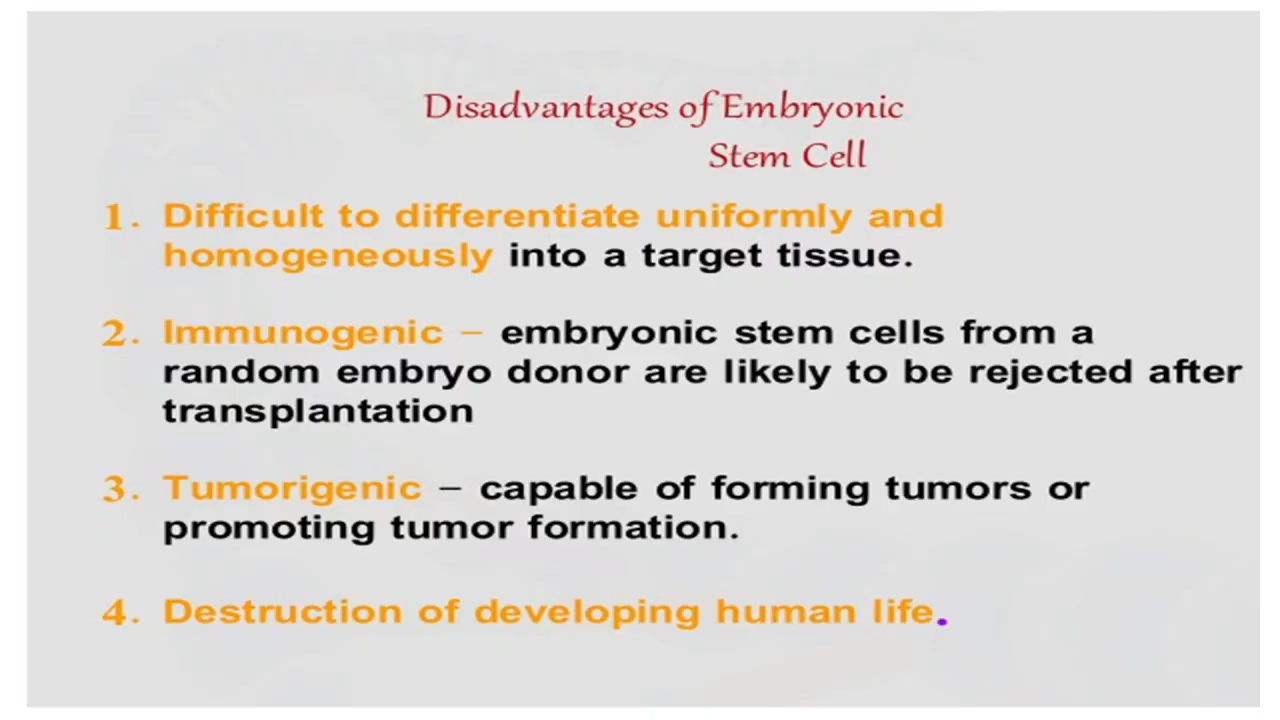 Disadvantages of Embryonic
Stem Cell
1. Difficult to differentiate uniformly and
homogeneously into a target tissue.
2. Immunogenic – embryonic stem cells from a
random embryo donor are likely to be rejected after
transplantation
3. Tumorigenic – capable of forming tumors or
promoting tumor formation.
4. Destruction of developing human life.